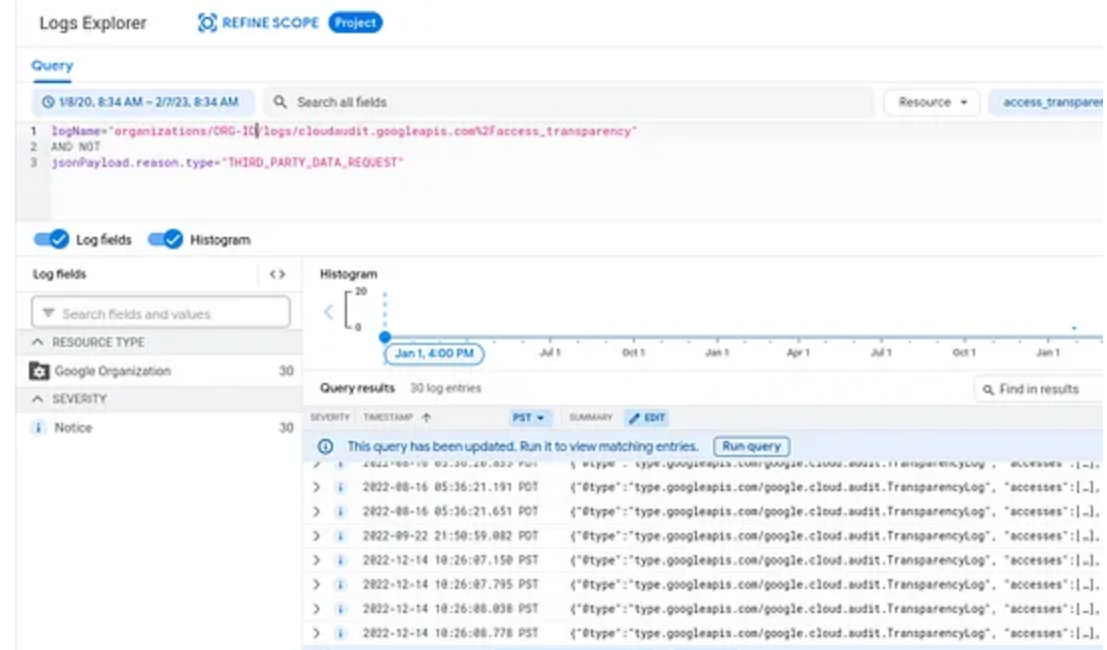 Logs Explorer REFINE SCOPE Project
Query
1/8/20, 8:34 AM – 2/7/23, 8:34 AM Search all fields Resource access_transparen
1 logName="organizations/ORG-ID/logs/cloudaudit.googleapis.com%2Faccess_transparency"
2 AND NOT
3 jsonPayload.reason.type="THIRD_PARTY_DATA_REQUEST"
Log fields Histogram
Log fields <>
Search fields and values
RESOURCE TYPE
Google Organization 30
SEVERITY
Notice 30
Histogram
20
0
Jan 1, 4:00 PM Jul 1 Oct 1 Jan 1 Apr 1 Jul 1 Oct 1 Jan 1
Query results 30 log entries Find in results
SEVERITY TIMESTAMP PST SUMMARY EDIT
This query has been updated. Run it to view matching entries. Run query
{"@type":"type.googleapis.com/google.cloud.audit.TransparencyLog", "accesses":[…],
2022-08-16 05:36:21.191 PDT {"@type":"type.googleapis.com/google.cloud.audit.TransparencyLog", "accesses":[…],
2022-08-16 05:36:21.651 PDT {"@type":"type.googleapis.com/google.cloud.audit.TransparencyLog", "accesses":[…],
2022-09-22 21:50:59.082 PDT {"@type":"type.googleapis.com/google.cloud.audit.TransparencyLog", "accesses":[…],
2022-12-14 10:26:07.150 PST {"@type":"type.googleapis.com/google.cloud.audit.TransparencyLog", "accesses":[…],
2022-12-14 10:26:07.795 PST {"@type":"type.googleapis.com/google.cloud.audit.TransparencyLog", "accesses":[…],
2022-12-14 10:26:08.038 PST {"@type":"type.googleapis.com/google.cloud.audit.TransparencyLog", "accesses":[…],
2022-12-14 10:26:08.778 PST {"@type":"type.googleapis.com/google.cloud.audit.TransparencyLog", "accesses":[…],